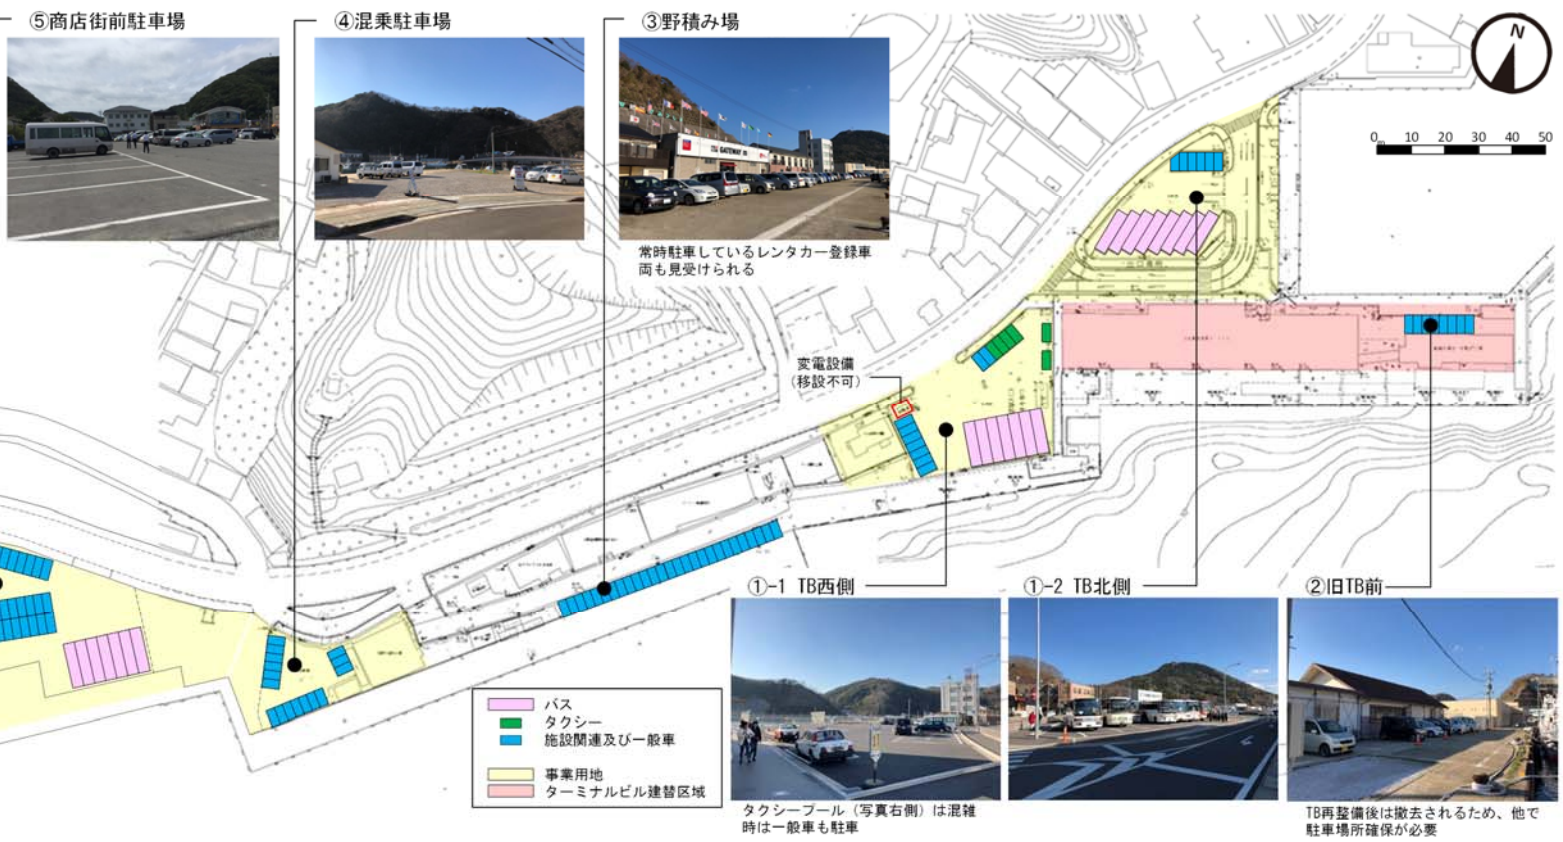 ⑤商店街前駐車場
④混乗駐車場
③野積み場
N
0 10 20 30 40 50
m
GATEWAY
常時駐車しているレンタカー登録車
両も見受けられる
変電設備
(移設不可)
①-1 TB西側
①-2 TB北側
②旧TB前
バス
タクシー
施設関連及び一般車
事業用地
ターミナルビル建替区域
タクシープール（写真右側）は混雑
時は一般車も駐車
TB再整備後は撤去されるため、他で
駐車場所確保が必要